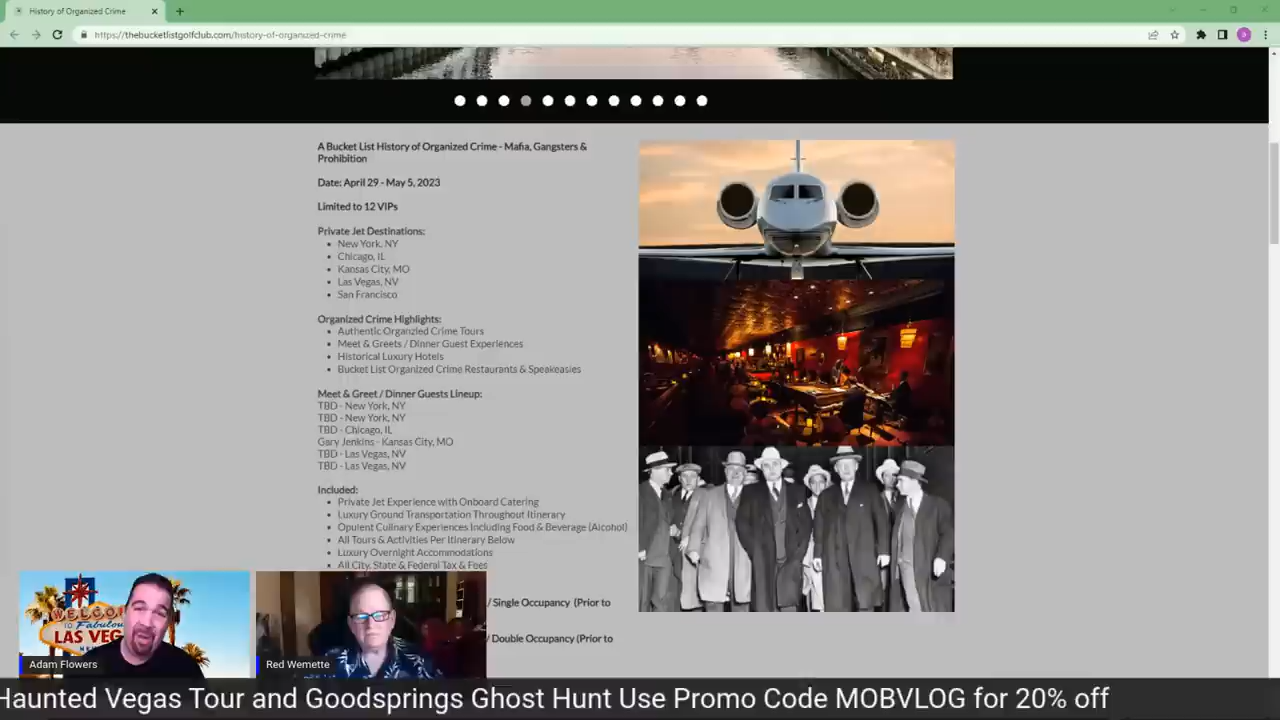 History of Organized Crime
https://thebucketlistgolfclub.com/history-of-organized-crime
A Bucket List History of Organized Crime - Mafia, Gangsters &
Prohibition
Date: April 29 - May 5, 2023
Limited to 12 VIPs
Private Jet Destinations:
New York, NY
Chicago, IL
Kansas City, MO
Las Vegas, NV
San Francisco
Organized Crime Highlights:
Authentic Organzied Crime Tours
Meet & Greets / Dinner Guest Experiences
Historical Luxury Hotels
Bucket List Organized Crime Restaurants & Speakeasies
Meet & Greet / Dinner Guests Lineup:
TBD - New York, NY
TBD - New York, NY
TBD - Chicago, IL
Gary Jenkins - Kansas City, MO
TBD - Las Vegas, NV
TBD - Las Vegas, NV
Included:
Private Jet Experience with Onboard Catering
Luxury Ground Transportation Throughout Itinerary
Opulent Culinary Experiences Including Food & Beverage (Alcohol)
All Tours & Activities Per Itinerary Below
Luxury Overnight Accommodations
All City, State & Federal Tax & Fees
/ Single Occupancy (Prior to
/ Double Occupancy (Prior to
WELCO
TO Fabulou
LAS VEG
Adam Flowers
Red Wemette
Haunted Vegas Tour and Goodsprings Ghost Hunt Use Promo Code MOBVLOG for 20% off